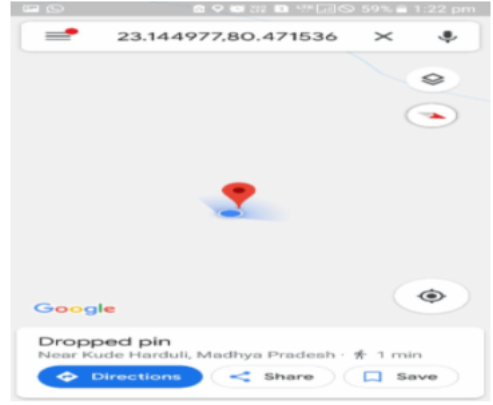 59% 1:22 pm
23.144977,80.471536
Google
Dropped pin
Near Kude Harduli, Madhya Pradesh · 1 min
Directions Share Save